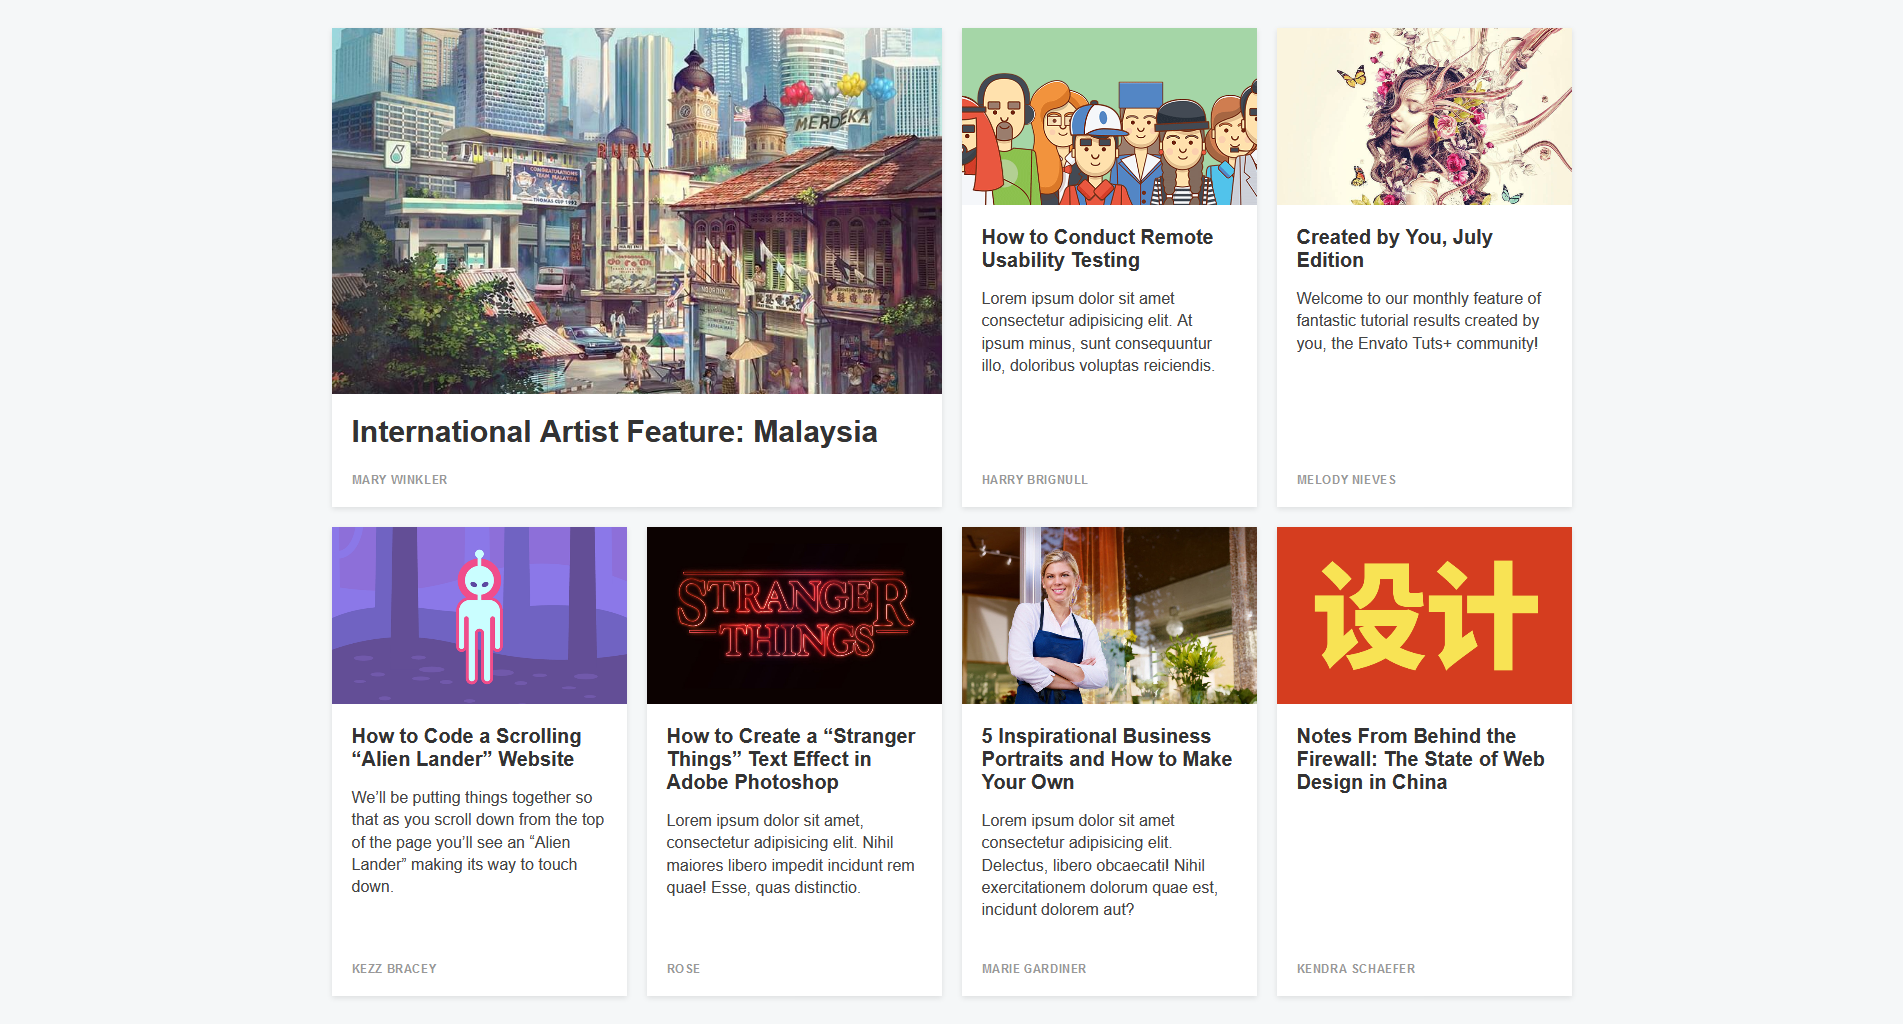 MERDEKA
RUBY
CONGRATULATIONS
TEAM MALAYSIA
THOMAS CUP 1992
International Artist Feature: Malaysia
MARY WINKLER
How to Conduct Remote
Usability Testing
Lorem ipsum dolor sit amet
consectetur adipisicing elit. At
ipsum minus, sunt consequuntur
illo, doloribus voluptas reiciendis.
HARRY BRIGNULL
Created by You, July
Edition
Welcome to our monthly feature of
fantastic tutorial results created by
you, the Envato Tuts+ community!
MELODY NIEVES
How to Code a Scrolling
“Alien Lander” Website
We’ll be putting things together so
that as you scroll down from the top
of the page you’ll see an “Alien
Lander” making its way to touch
down.
KEZZ BRACEY
STRANGER
THINGS
How to Create a “Stranger
Things” Text Effect in
Adobe Photoshop
Lorem ipsum dolor sit amet,
consectetur adipisicing elit. Nihil
maiores libero impedit incidunt rem
quae! Esse, quas distinctio.
ROSE
5 Inspirational Business
Portraits and How to Make
Your Own
Lorem ipsum dolor sit amet
consectetur adipisicing elit.
Delectus, libero obcaecati! Nihil
exercitationem dolorum quae est,
incidunt dolorem aut?
MARIE GARDINER
设计
Notes From Behind the
Firewall: The State of Web
Design in China
KENDRA SCHAEFER